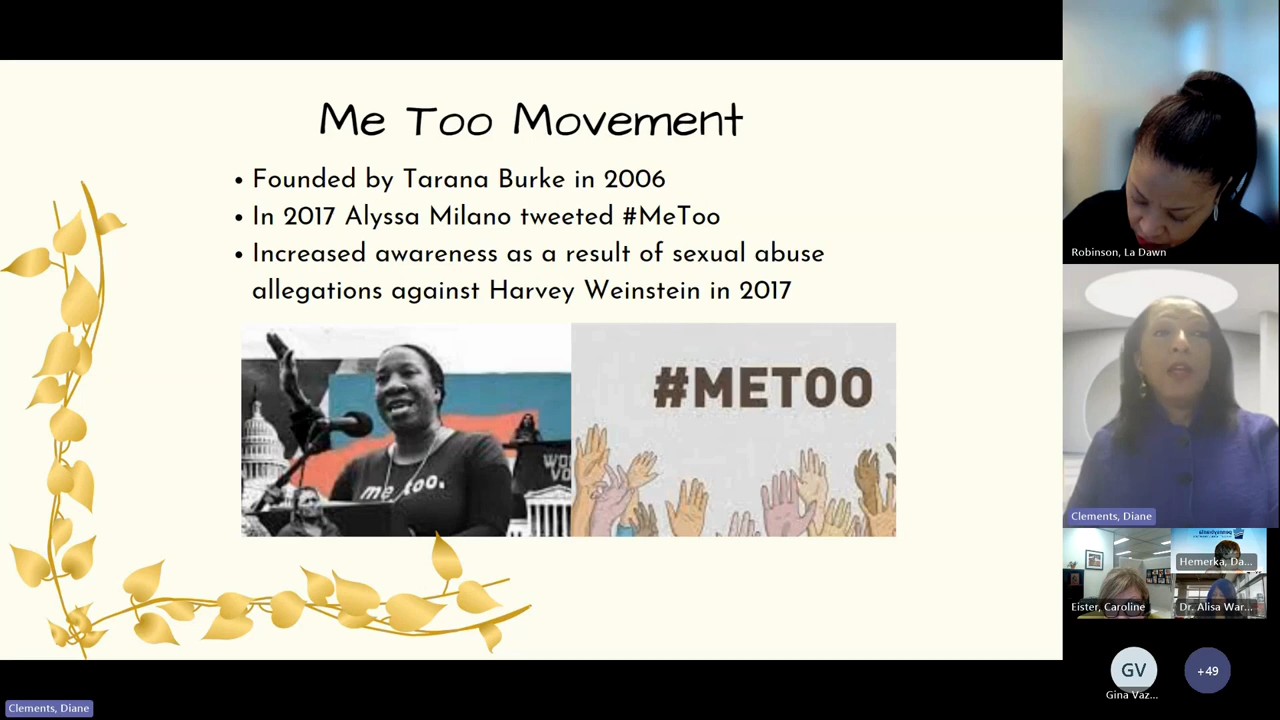 Me Too Movement
• Founded by Tarana Burke in 2006
• In 2017 Alyssa Milano tweeted #MeToo
• Increased awareness as a result of sexual abuse
allegations against Harvey Weinstein in 2017
me too.
#METOO
Robinson, La Dawn
Clements, Diane
Hemerka, Da...
Eister, Caroline
Dr. Alisa War...
GV
Gina Vaz...
+49
Clements, Diane